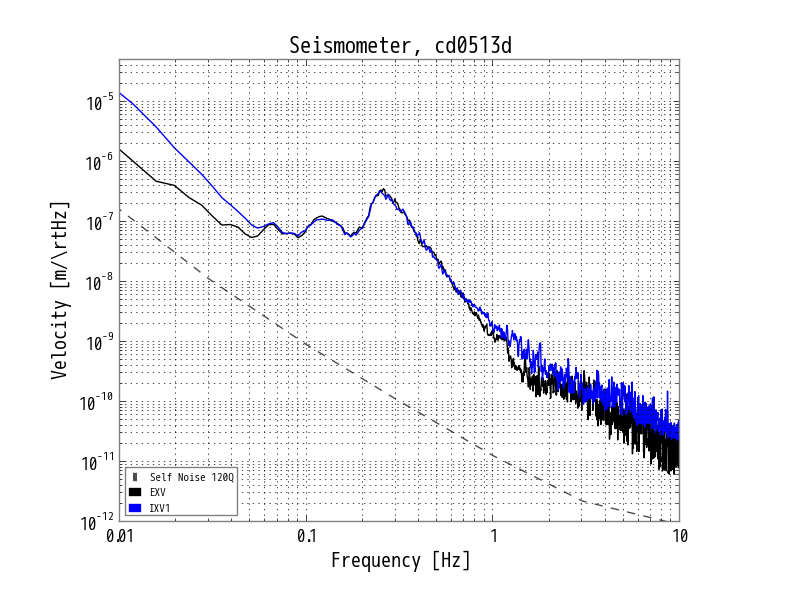 Seismometer, cd0513d
Velocity [m/\rtHz]
10^-5
10^-6
10^-7
10^-8
10^-9
10^-10
10^-11
10^-12
Self Noise 120Q
EXV
IXV1
0.01 0.1 1 10
Frequency [Hz]